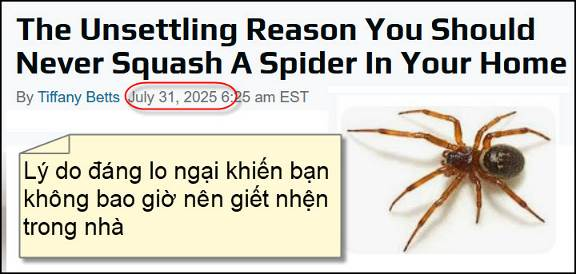 The Unsettling Reason You Should
Never Squash A Spider In Your Home
By Tiffany Betts July 31, 2025 6:25 am EST
Lý do đáng lo ngại khiến bạn
không bao giờ nên giết nhện
trong nhà